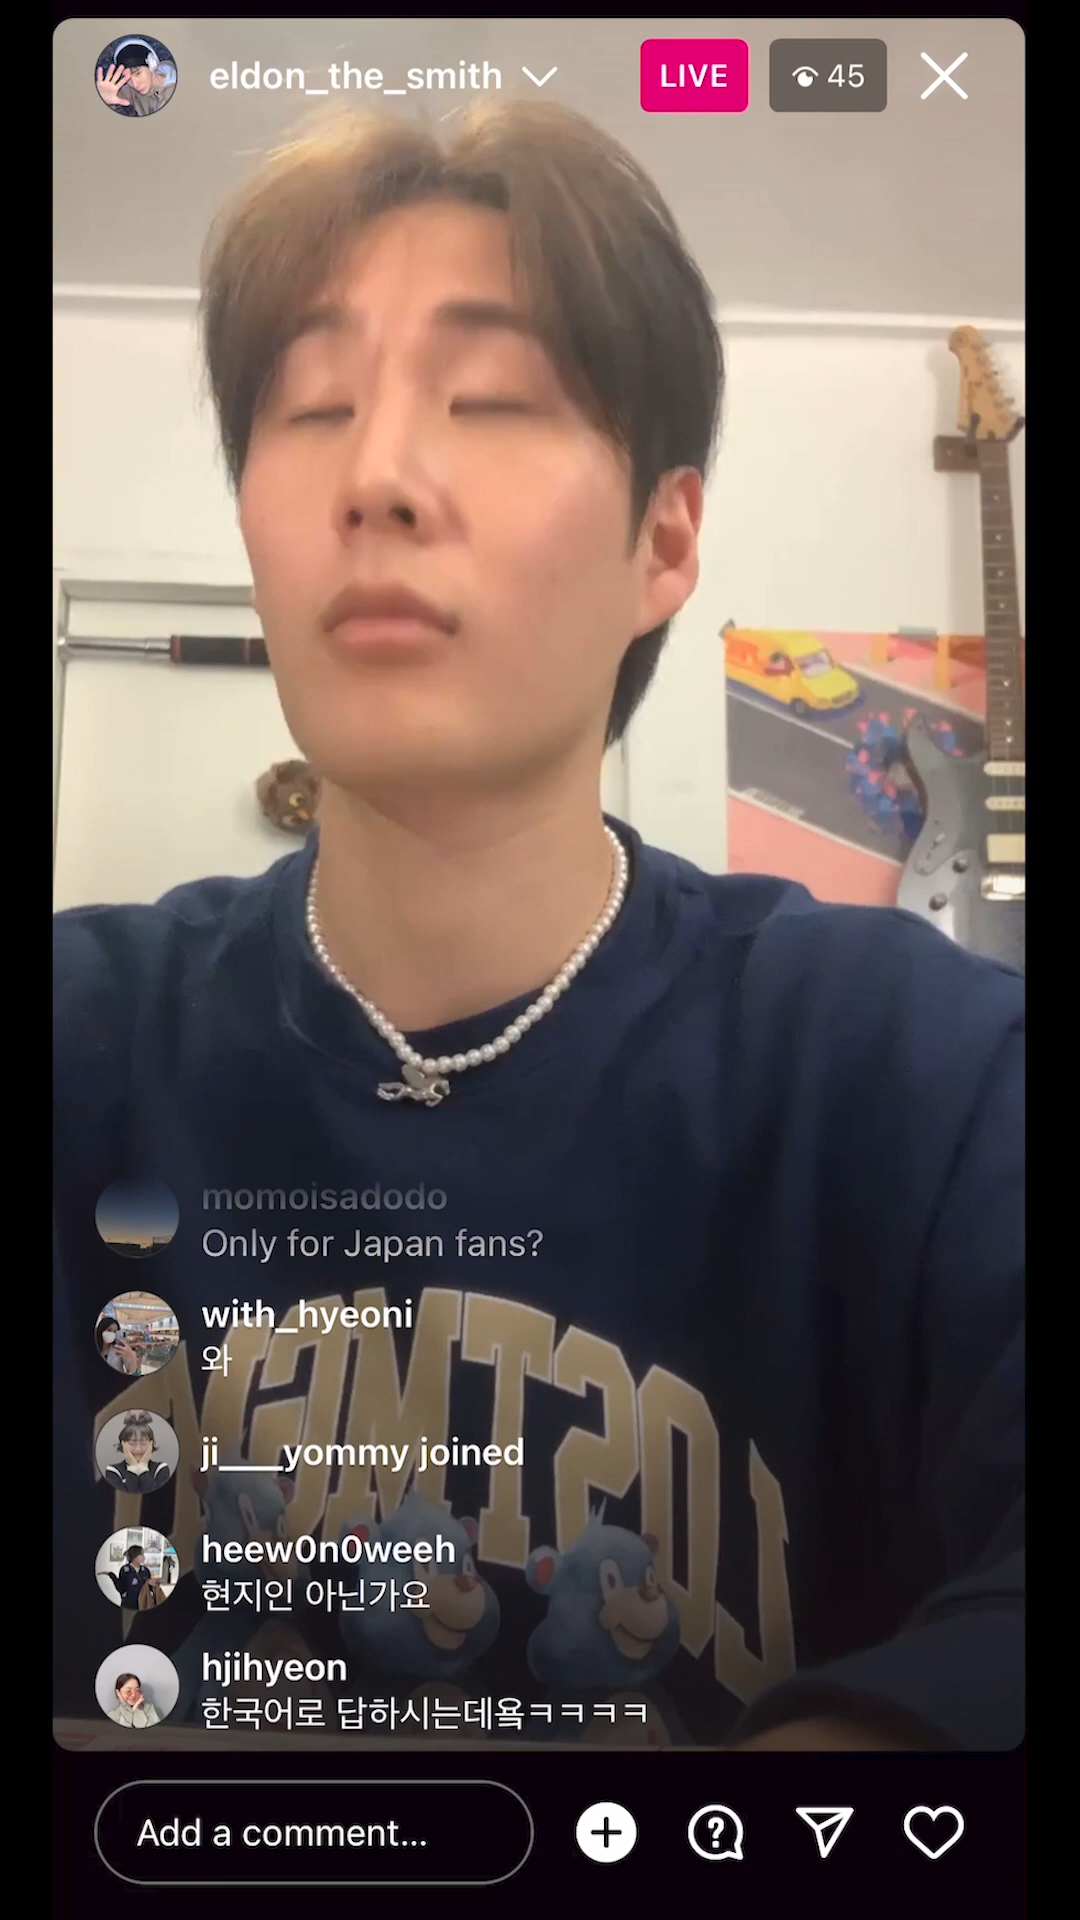 eldon_the_smith
LIVE
45
momoisadodo
Only for Japan fans?
with_hyeoni
와
ji___yommy joined
heew0n0weeh
현지인 아닌가요
hjihyeon
한국어로 답하시는데욬ㅋㅋㅋㅋ
Add a comment...